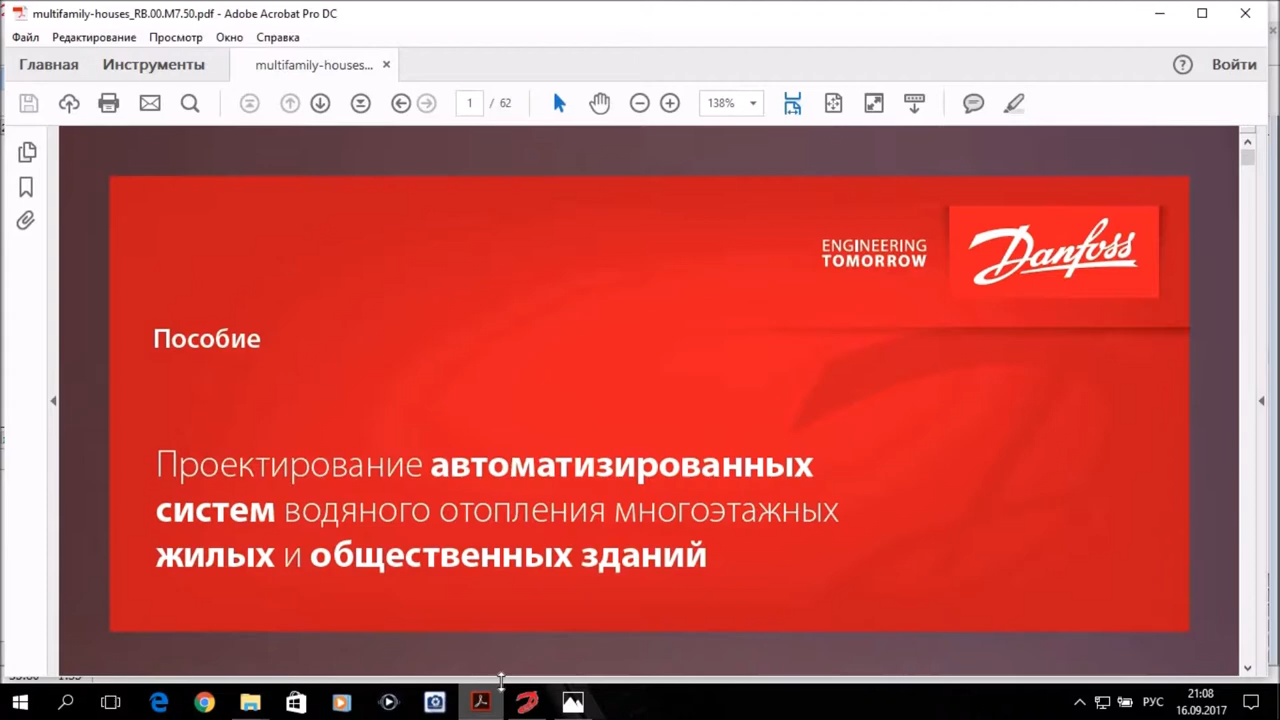 multifamily-houses_RB.00.M7.50.pdf - Adobe Acrobat Pro DC
Файл Редактирование Просмотр Окно Справка
Главная Инструменты multifamily-houses... × Войти
1 / 62 138%
ENGINEERING
TOMORROW
Danfoss
Пособие
Проектирование автоматизированных
систем водяного отопления многоэтажных
жилых и общественных зданий
РУС
21:08
16.09.2017